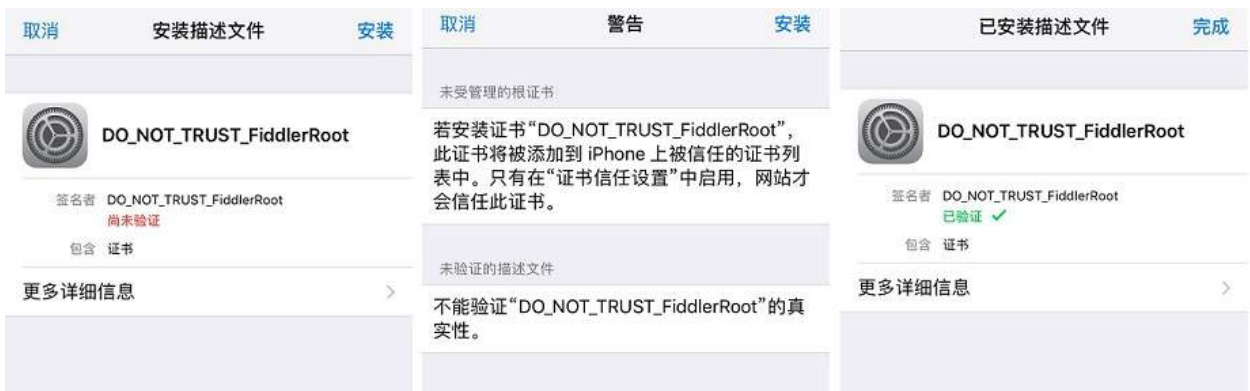 取消 安装描述文件 安装
DO_NOT_TRUST_FiddlerRoot
签名者 DO_NOT_TRUST_FiddlerRoot
尚未验证
包含 证书
更多详细信息
取消 警告 安装
未受管理的根证书
若安装证书“DO_NOT_TRUST_FiddlerRoot”,
此证书将被添加到 iPhone 上被信任的证书列
表中。只有在“证书信任设置”中启用，网站才
会信任此证书。
未验证的描述文件
不能验证“DO_NOT_TRUST_FiddlerRoot”的真
实性。
已安装描述文件 完成
DO_NOT_TRUST_FiddlerRoot
签名者 DO_NOT_TRUST_FiddlerRoot
已验证 ✓
包含 证书
更多详细信息